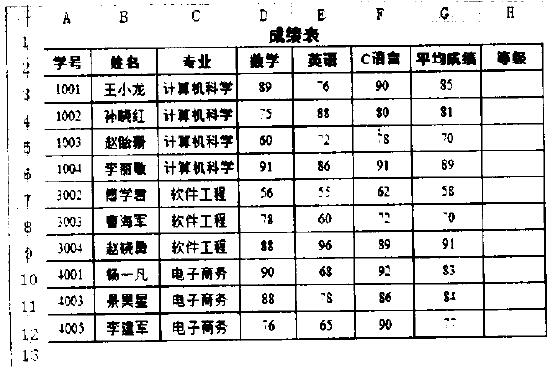 A B C D E F G H
1 成绩表
2 学号 姓名 专业 数学 英语 C语言 平均成绩 等级
3 1001 王小龙 计算机科学 89 76 90 85
4 1002 孙晓红 计算机科学 75 88 80 81
5 1003 赵 计算机科学 60 72 78 70
6 1004 李丽敏 计算机科学 91 86 91 89
7 3002 傅学君 软件工程 56 55 62 58
8 3003 曹海军 软件工程 78 60 72 70
9 3004 赵晓勇 软件工程 88 96 89 91
10 4001 杨一凡 电子商务 90 68 92 83
11 4003 景昊星 电子商务 88 78 86 84
12 4005 李建军 电子商务 76 65 90 77
13